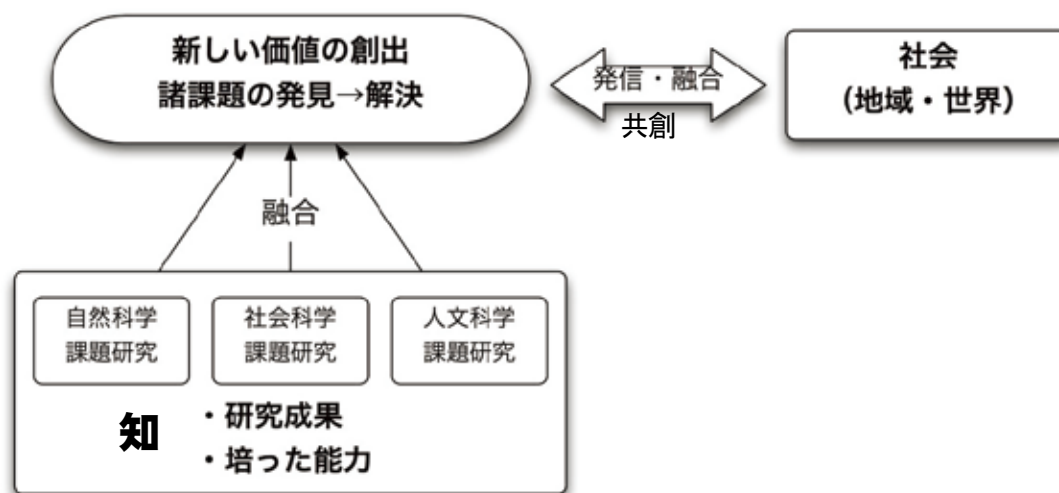 新しい価値の創出
諸課題の発見→解決
発信・融合
共創
社会
（地域・世界）
融合
自然科学
課題研究
社会科学
課題研究
人文科学
課題研究
知
・研究成果
・培った能力